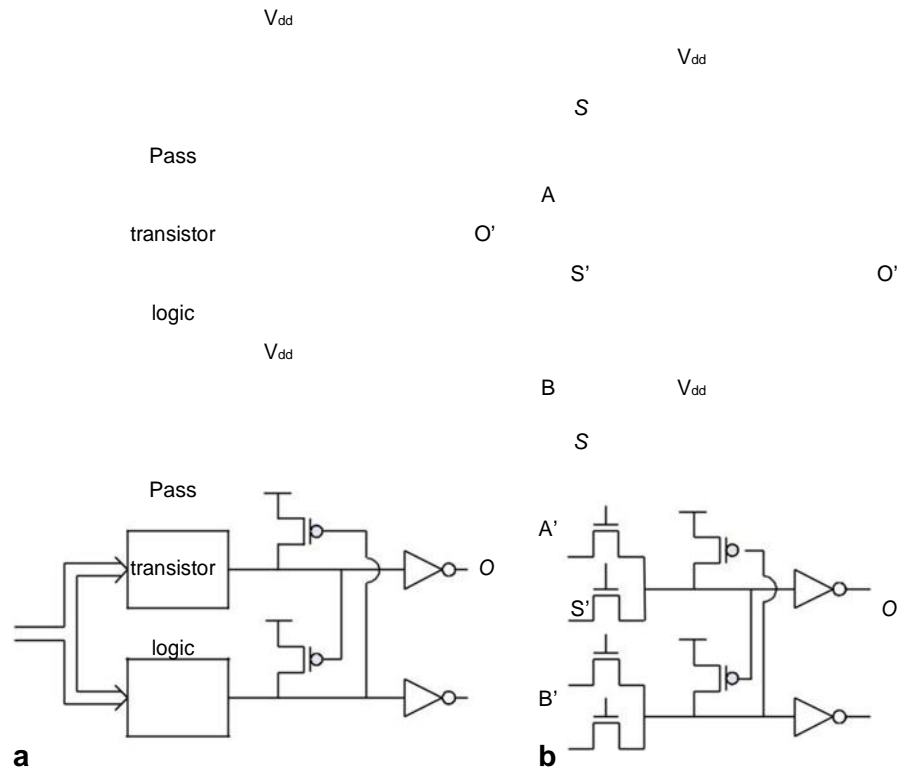 Vdd
Pass
transistor
O’
logic
Vdd
Pass
transistor
O
logic
a
Vdd
S
A
S’
O’
B
Vdd
S
A’
S’
O
B’
b